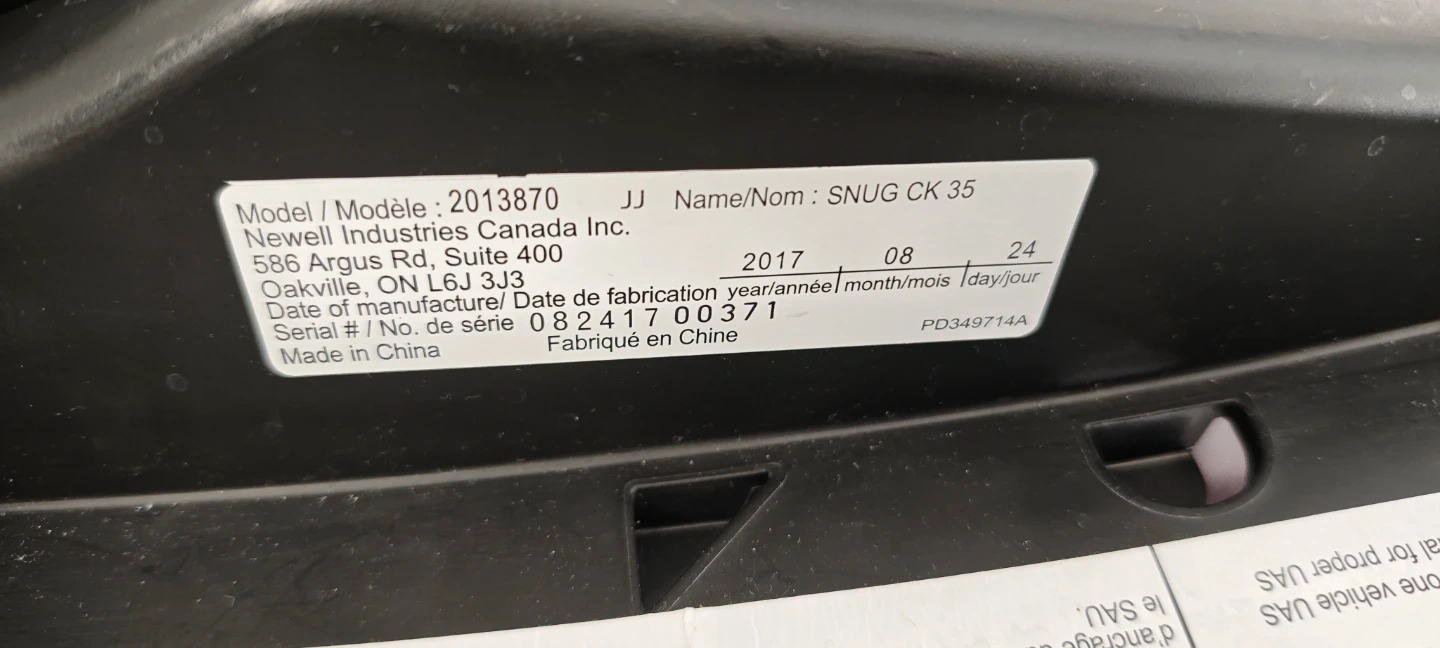 Model / Modèle : 2013870 JJ Name/Nom : SNUG CK 35
Newell Industries Canada Inc.
586 Argus Rd, Suite 400
Oakville, ON L6J 3J3
2017 08 24
Date of manufacture/ Date de fabrication year/année month/mois day/jour
Serial # / No. de série 082417 00371
PD349714A
Made in China Fabriqué en Chine
one vehicle UAS
for proper UAS
d'ancrage
le SAU.